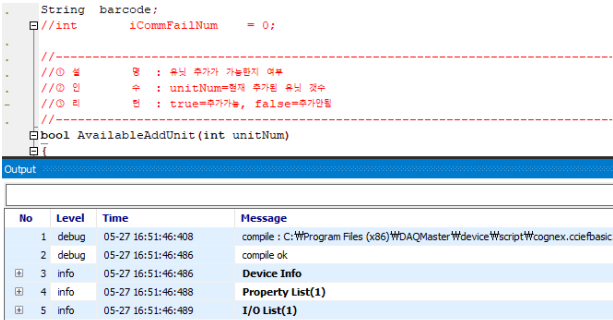 String barcode;
//int iCommFailNum = 0;
//----------------------------------------------------------------------------
//① 설 명 : 유닛 추가가 가능한지 여부
//① 인 수 : unitNum=현재 추가된 유닛 갯수
//① 리 턴 : true=추가가능, false=추가안됨
//----------------------------------------------------------------------------
bool AvailableAddUnit(int unitNum)
{
Output
No Level Time Message
1 debug 05-27 16:51:46:408 compile : C:₩Program Files (x86)₩DAQMaster₩device₩script₩cognex.cciefbasic
2 debug 05-27 16:51:46:486 compile ok
3 info 05-27 16:51:46:486 Device Info
4 info 05-27 16:51:46:488 Property List(1)
5 info 05-27 16:51:46:489 I/O List(1)